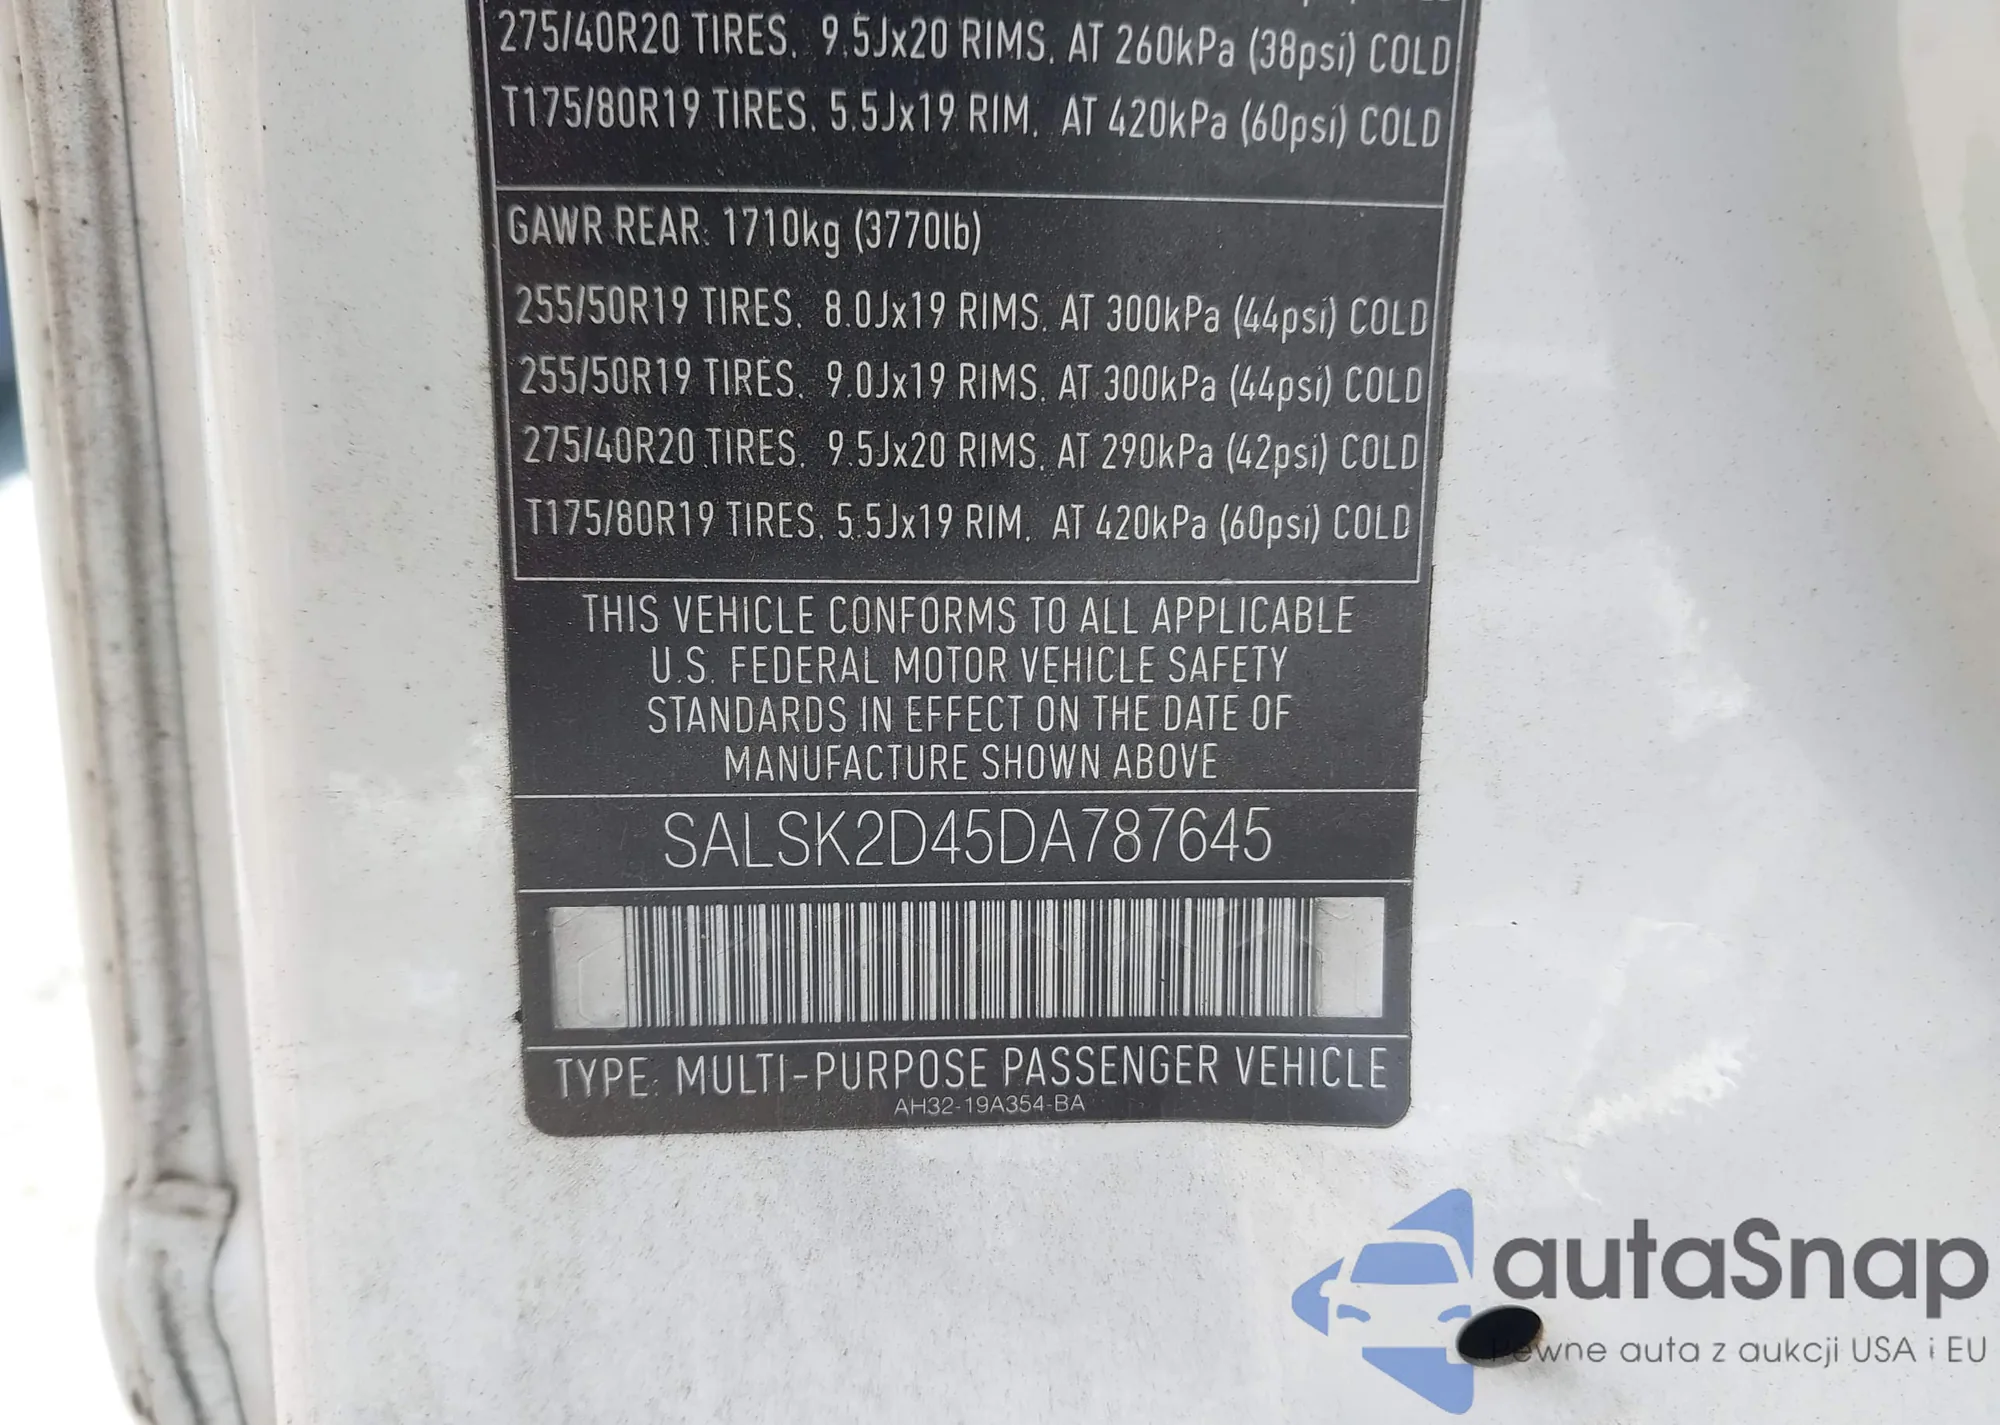 275/40R20 TIRES, 9.5Jx20 RIMS, AT 260kPa (38psi) COLD
T175/80R19 TIRES, 5.5Jx19 RIM, AT 420kPa (60psi) COLD
GAWR REAR: 1710kg (3770lb)
255/50R19 TIRES, 8.0Jx19 RIMS, AT 300kPa (44psi) COLD
255/50R19 TIRES, 9.0Jx19 RIMS, AT 300kPa (44psi) COLD
275/40R20 TIRES, 9.5Jx20 RIMS, AT 290kPa (42psi) COLD
T175/80R19 TIRES, 5.5Jx19 RIM, AT 420kPa (60psi) COLD
THIS VEHICLE CONFORMS TO ALL APPLICABLE
U.S. FEDERAL MOTOR VEHICLE SAFETY
STANDARDS IN EFFECT ON THE DATE OF
MANUFACTURE SHOWN ABOVE
SALSK2D45DA787645
TYPE: MULTI-PURPOSE PASSENGER VEHICLE
AH32-19A354-BA
autaSnap
auta z aukcji USA i EU